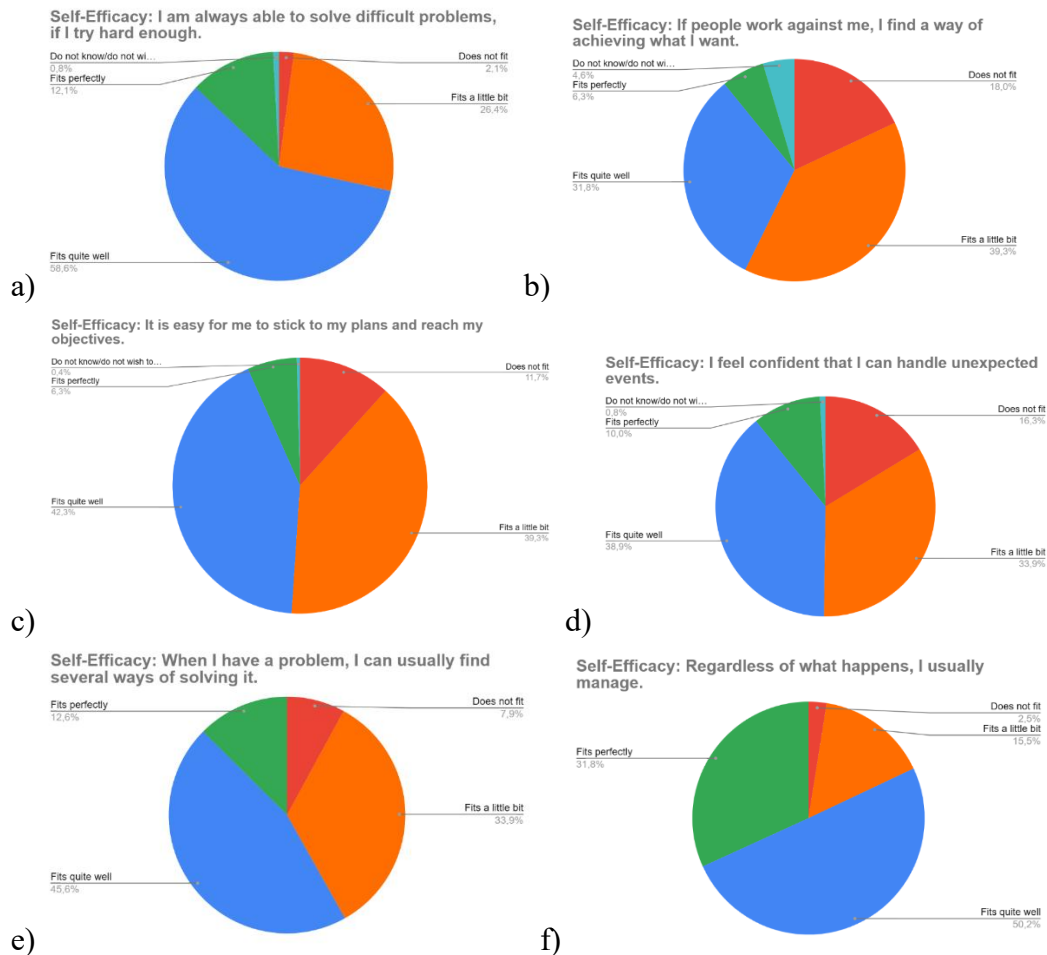 Self-Efficacy: I am always able to solve difficult problems,
if I try hard enough.
Do not know/do not wi…
0,8%
Fits perfectly
12,1%
Does not fit
2,1%
Fits a little bit
26,4%
Fits quite well
58,6%
a)
Self-Efficacy: If people work against me, I find a way of
achieving what I want.
Do not know/do not wi…
4,6%
Fits perfectly
6,3%
Does not fit
18,0%
Fits quite well
31,8%
Fits a little bit
39,3%
b)
Self-Efficacy: It is easy for me to stick to my plans and reach my
objectives.
Do not know/do not wish to…
0,4%
Fits perfectly
6,3%
Does not fit
11,7%
Fits quite well
42,3%
Fits a little bit
39,3%
c)
Self-Efficacy: I feel confident that I can handle unexpected
events.
Do not know/do not wi…
0,8%
Fits perfectly
10,0%
Does not fit
16,3%
Fits quite well
38,9%
Fits a little bit
33,9%
d)
Self-Efficacy: When I have a problem, I can usually find
several ways of solving it.
Fits perfectly
12,6%
Does not fit
7,9%
Fits a little bit
33,9%
Fits quite well
45,6%
e)
Self-Efficacy: Regardless of what happens, I usually
manage.
Does not fit
2,5%
Fits a little bit
15,5%
Fits perfectly
31,8%
Fits quite well
50,2%
f)